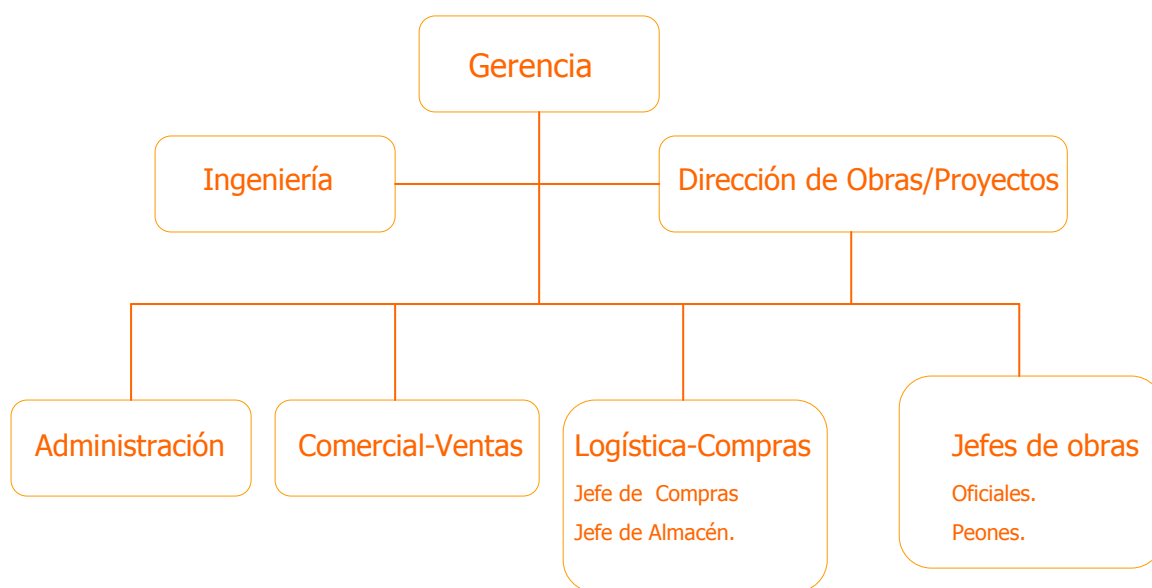 Gerencia
Ingeniería
Dirección de Obras/Proyectos
Administración
Comercial-Ventas
Logística-Compras
Jefe de Compras
Jefe de Almacén.
Jefes de obras
Oficiales.
Peones.